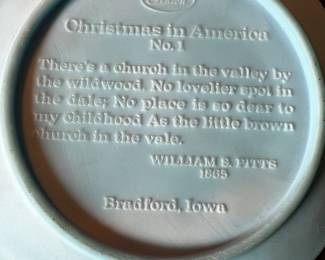 Fenton
Christmas in America
No. 1
There's a church in the valley by
the wildwood. No lovelier spot in
the dale; No place is so dear to
my childhood As the little brown
church in the vale.
WILLIAM S. PITTS
1865
Bradford, Iowa